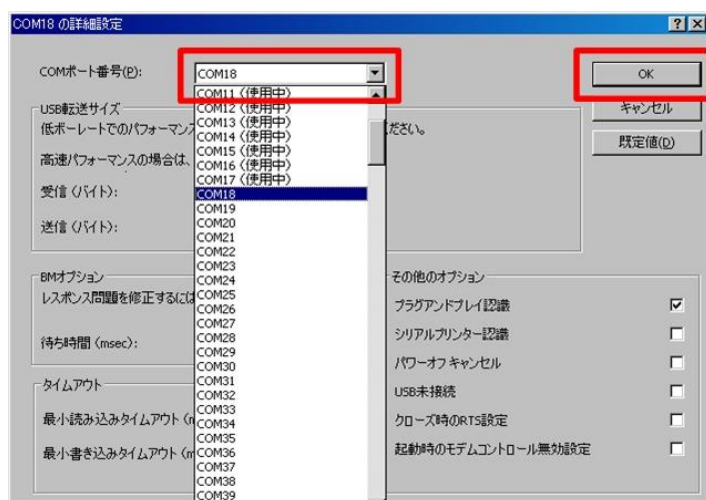 COM18 の詳細設定
COMポート番号(P):
COM18
OK
キャンセル
既定値(D)
COM11 (使用中)
COM12 (使用中)
COM13 (使用中)
COM14 (使用中)
COM15 (使用中)
COM16 (使用中)
COM17 (使用中)
COM18
COM19
COM20
COM21
COM22
COM23
COM24
COM25
COM26
COM27
COM28
COM29
COM30
COM31
COM32
COM33
COM34
COM35
COM36
COM37
COM38
COM39
USB転送サイズ
低ボーレートでのパフォーマンス
ださい。
高速パフォーマンスの場合は、
受信 (バイト):
送信 (バイト):
BMオプション
レスポンス問題を修正するには
待ち時間 (msec):
タイムアウト
最小読み込みタイムアウト (m
最小書き込みタイムアウト (m
その他のオプション
プラグアンドプレイ認識
シリアルプリンター認識
パワーオフ キャンセル
USB未接続
クローズ時のRTS設定
起動時のモデムコントロール無効設定